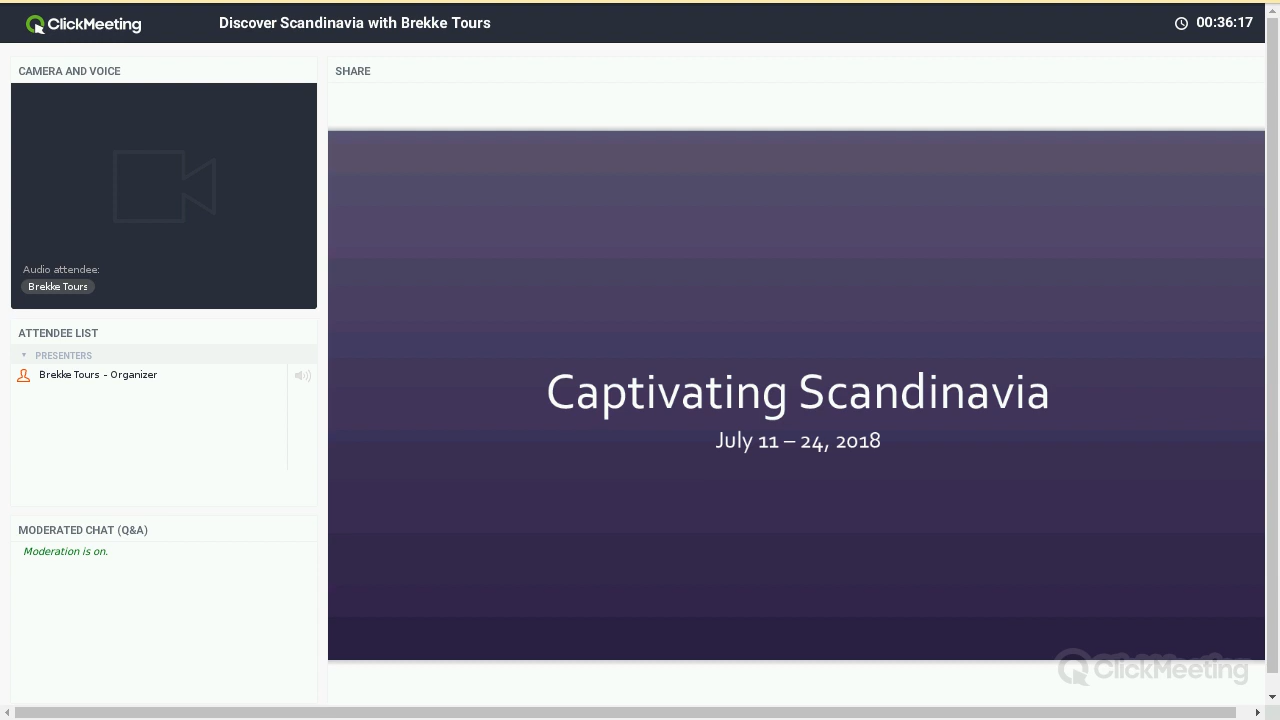 ClickMeeting
Discover Scandinavia with Brekke Tours
00:36:17
CAMERA AND VOICE
Audio attendee:
Brekke Tours
ATTENDEE LIST
PRESENTERS
Brekke Tours - Organizer
MODERATED CHAT (Q&A)
Moderation is on.
SHARE
Captivating Scandinavia
July 11 – 24, 2018
ClickMeeting